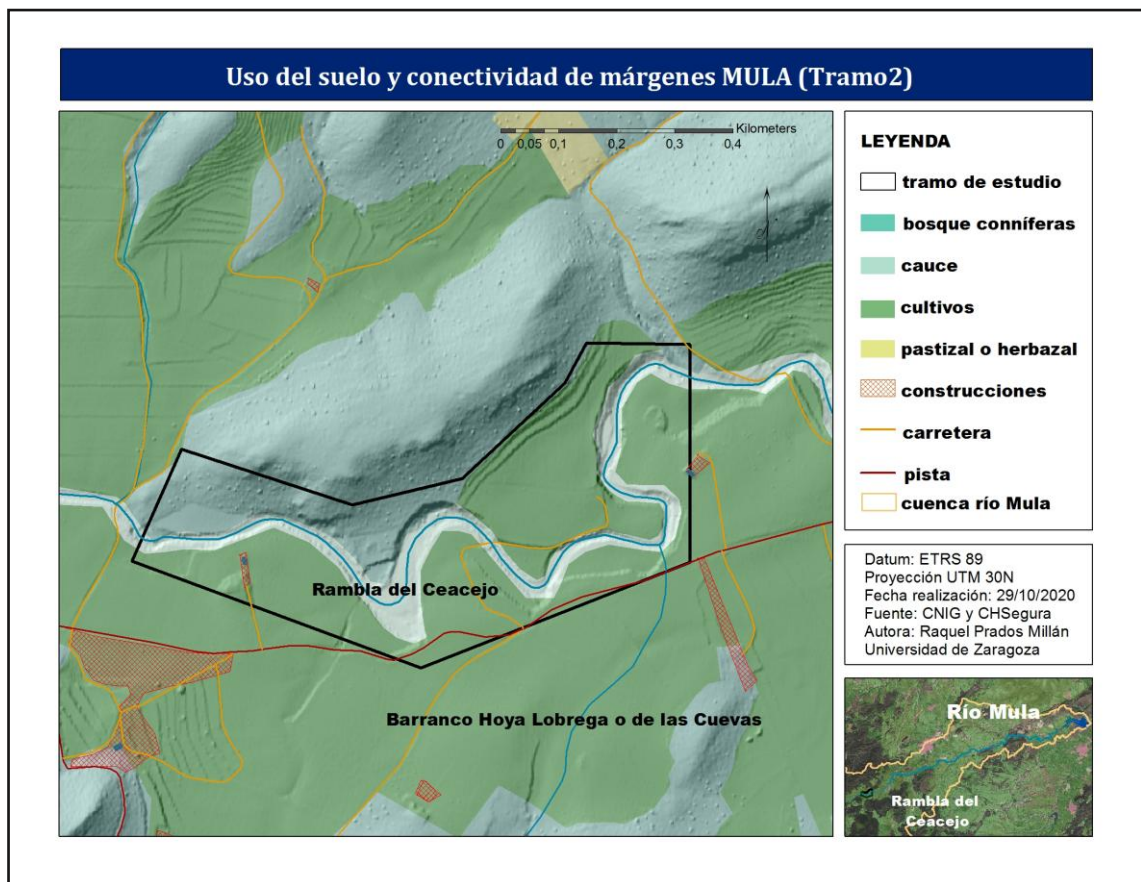 Uso del suelo y conectividad de márgenes MULA (Tramo2)
Kilometers
0 0,05 0,1 0,2 0,3 0,4
Rambla del Ceacejo
Barranco Hoya Lobrega o de las Cuevas
LEYENDA
tramo de estudio
bosque conníferas
cauce
cultivos
pastizal o herbazal
construcciones
carretera
pista
cuenca río Mula
Datum: ETRS 89
Proyección UTM 30N
Fecha realización: 29/10/2020
Fuente: CNIG y CHSegura
Autora: Raquel Prados Millán
Universidad de Zaragoza
Río Mula
Rambla del
Ceacejo